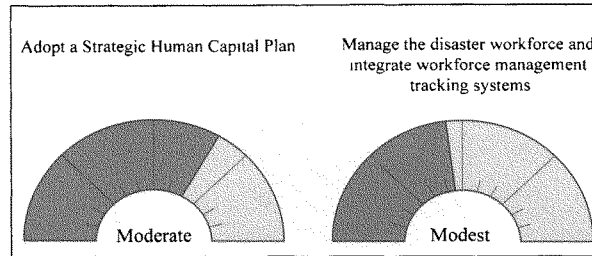 Adopt a Strategic Human Capital Plan
Manage the disaster workforce and
integrate workforce management
tracking systems
Moderate
Modest